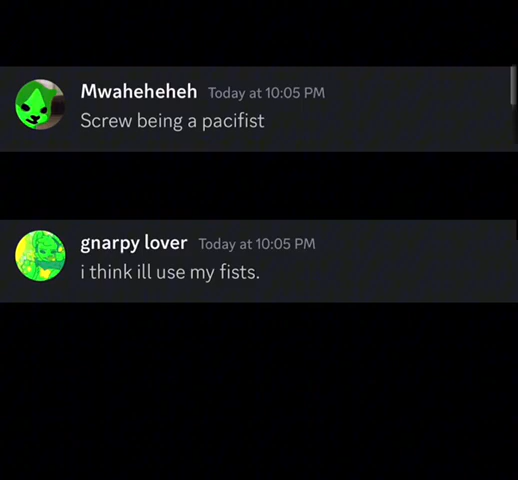 Mwaheheheh Today at 10:05 PM
Screw being a pacifist
gnarpy lover Today at 10:05 PM
i think ill use my fists.